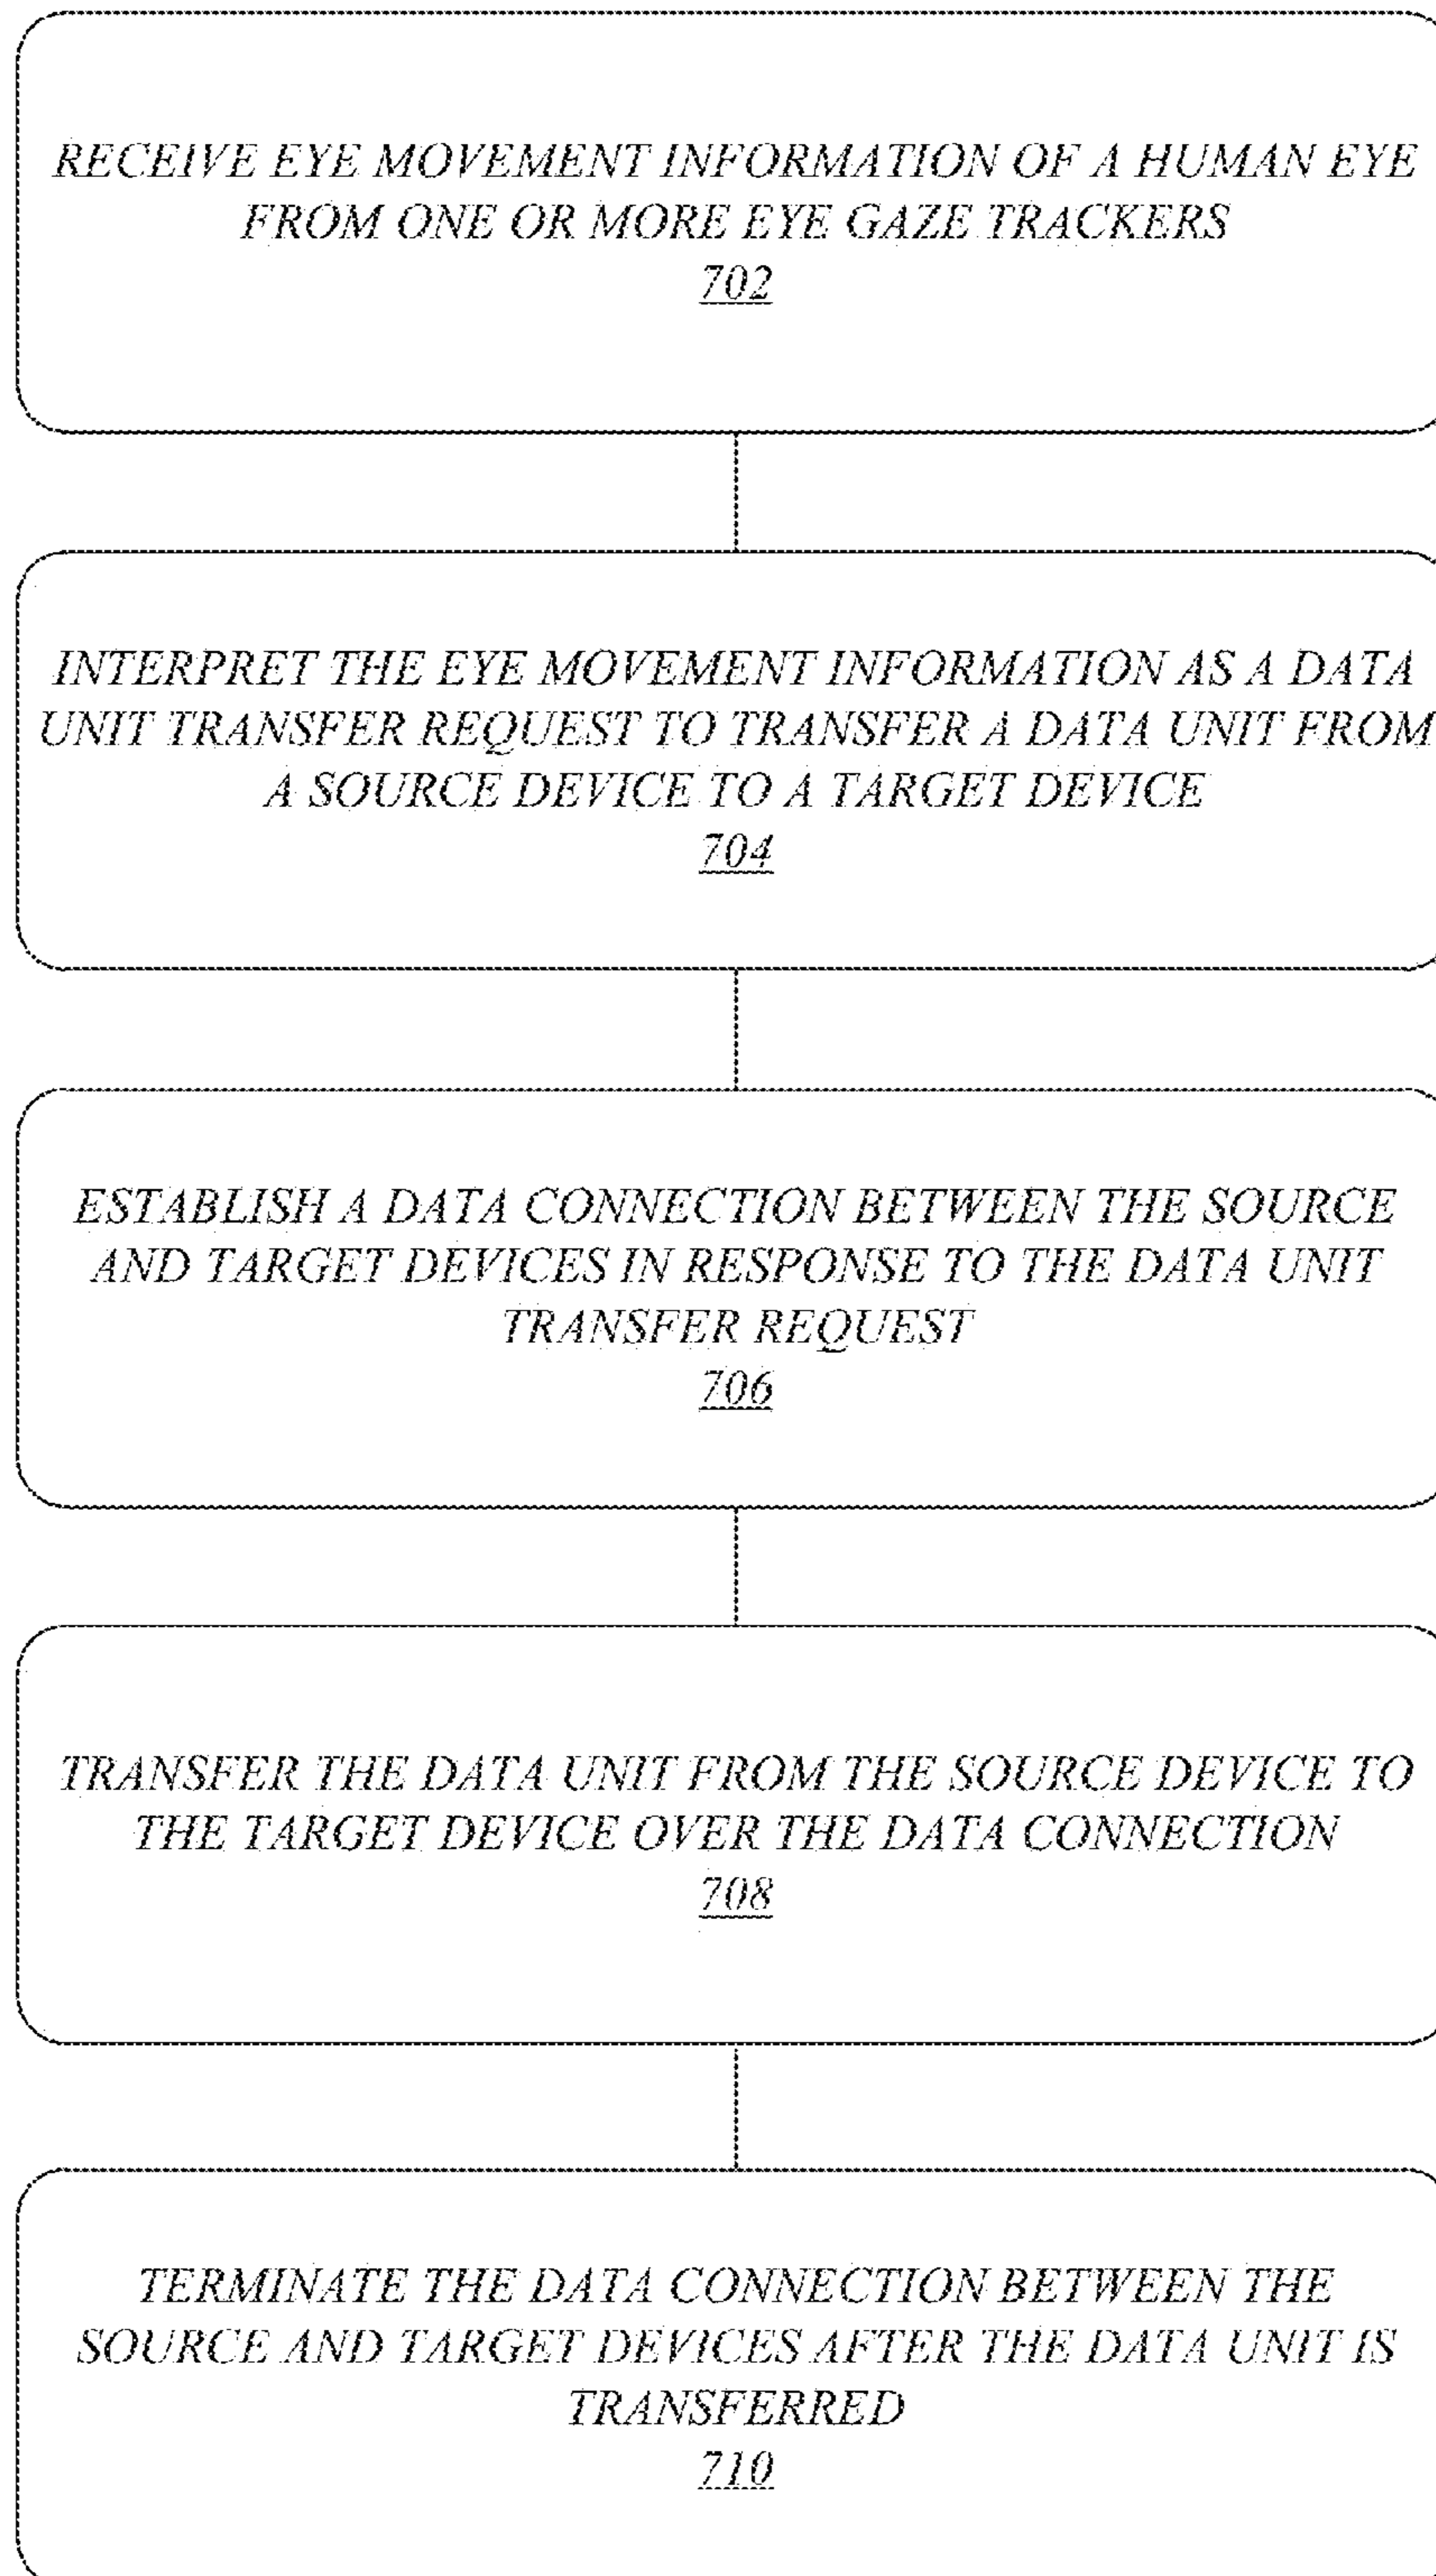 RECEIVE EYE MOVEMENT INFORMATION OF A HUMAN EYE
FROM ONE OR MORE EYE GAZE TRACKERS
702
INTERPRET THE EYE MOVEMENT INFORMATION AS A DATA
UNIT TRANSFER REQUEST TO TRANSFER A DATA UNIT FROM
A SOURCE DEVICE TO A TARGET DEVICE
704
ESTABLISH A DATA CONNECTION BETWEEN THE SOURCE
AND TARGET DEVICES IN RESPONSE TO THE DATA UNIT
TRANSFER REQUEST
706
TRANSFER THE DATA UNIT FROM THE SOURCE DEVICE TO
THE TARGET DEVICE OVER THE DATA CONNECTION
708
TERMINATE THE DATA CONNECTION BETWEEN THE
SOURCE AND TARGET DEVICES AFTER THE DATA UNIT IS
TRANSFERRED
710